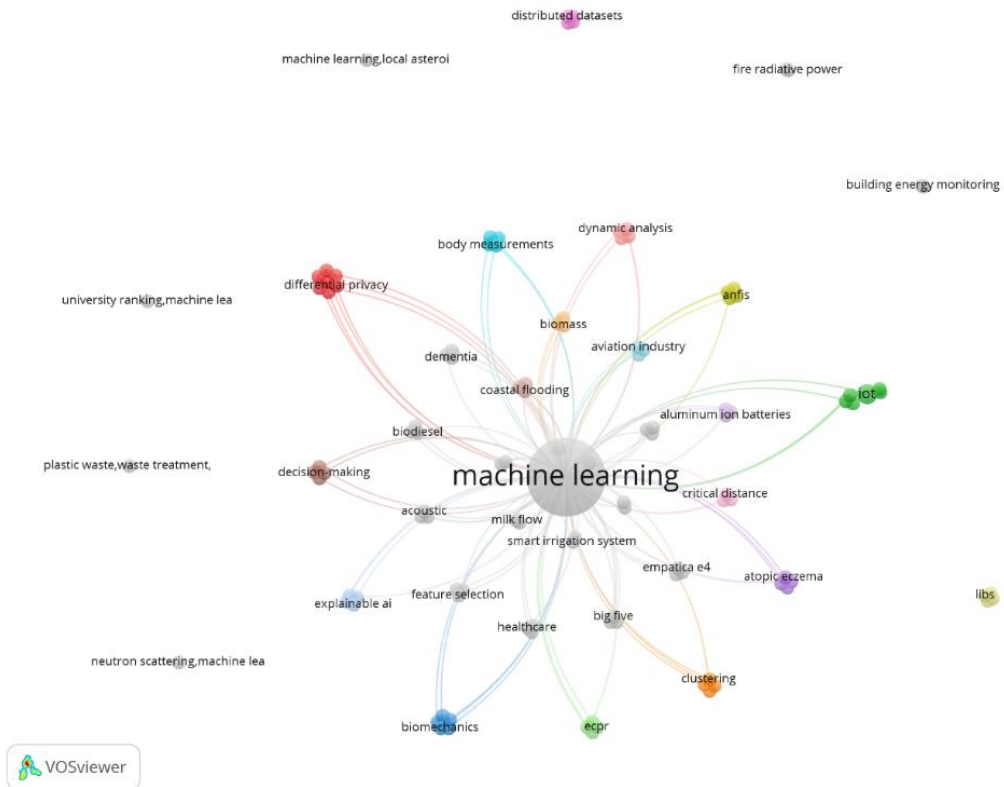 distributed datasets
machine learning,local asteroi
fire radiative power
building energy monitoring
dynamic analysis
body measurements
differential privacy
anfis
university ranking,machine lea
biomass
aviation industry
dementia
coastal flooding
iot
aluminum ion batteries
biodiesel
plastic waste,waste treatment,
decision-making
machine learning
critical distance
acoustic
milk flow
smart irrigation system
empatica e4
atopic eczema
explainable ai
feature selection
libs
big five
healthcare
neutron scattering,machine lea
clustering
biomechanics
ecpr
VOSviewer